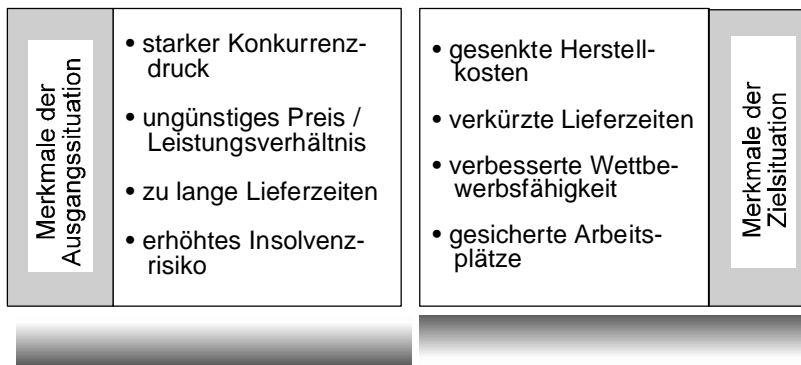 Merkmale der
Ausgangssituation
• starker Konkurrenz-
druck
• ungünstiges Preis /
Leistungsverhältnis
• zu lange Lieferzeiten
• erhöhtes Insolvenz-
risiko
• gesenkte Herstell-
kosten
• verkürzte Lieferzeiten
• verbesserte Wettbe-
werbsfähigkeit
• gesicherte Arbeits-
plätze
Merkmale der
Zielsituation